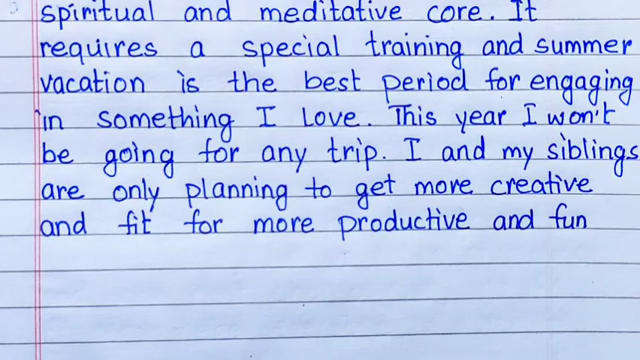 spiritual and meditative core. It
requires a special training and summer
vacation is the best period for engaging
in something I love. This year I won't
be going for any trip. I and my siblings
are only planning to get more creative
and fit for more productive and fun